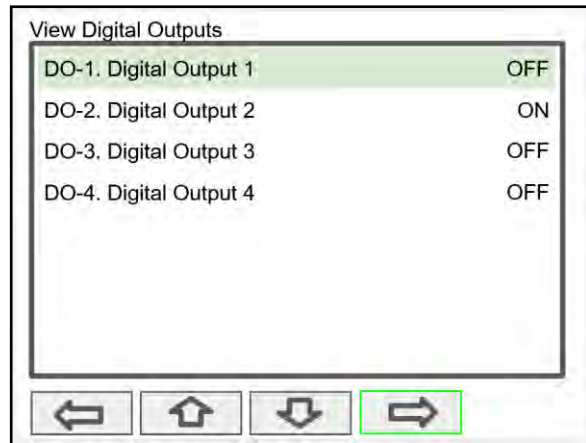 View Digital Outputs
DO-1. Digital Output 1 OFF
DO-2. Digital Output 2 ON
DO-3. Digital Output 3 OFF
DO-4. Digital Output 4 OFF